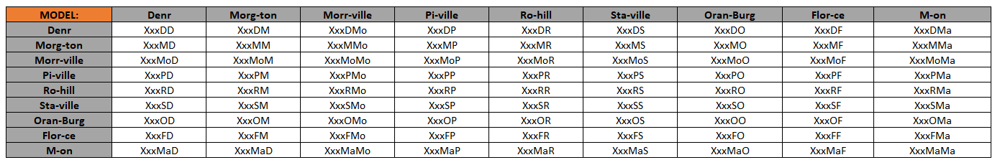 MODEL: Denr Morg-ton Morr-ville Pi-ville Ro-hill Sta-ville Oran-Burg Flor-ce M-on
Denr XxxDD XxxDM XxxDMo XxxDP XxxDR XxxDS XxxDO XxxDF XxxDMa
Morg-ton XxxMD XxxMM XxxMMo XxxMP XxxMR XxxMS XxxMO XxxMF XxxMMa
Morr-ville XxxMoD XxxMoM XxxMoMo XxxMoP XxxMoR XxxMoS XxxMoO XxxMoF XxxMoMa
Pi-ville XxxPD XxxPM XxxPMo XxxPP XxxPR XxxPS XxxPO XxxPF XxxPMa
Ro-hill XxxRD XxxRM XxxRMo XxxRP XxxRR XxxRS XxxRO XxxRF XxxRMa
Sta-ville XxxSD XxxSM XxxSMo XxxSP XxxSR XxxSS XxxSO XxxSF XxxSMa
Oran-Burg XxxOD XxxOM XxxOMo XxxOP XxxOR XxxOS XxxOO XxxOF XxxOMa
Flor-ce XxxFD XxxFM XxxFMo XxxFP XxxFR XxxFS XxxFO XxxFF XxxFMa
M-on XxxMaD XxxMaD XxxMaMo XxxMaP XxxMaR XxxMaS XxxMaO XxxMaF XxxMaMa